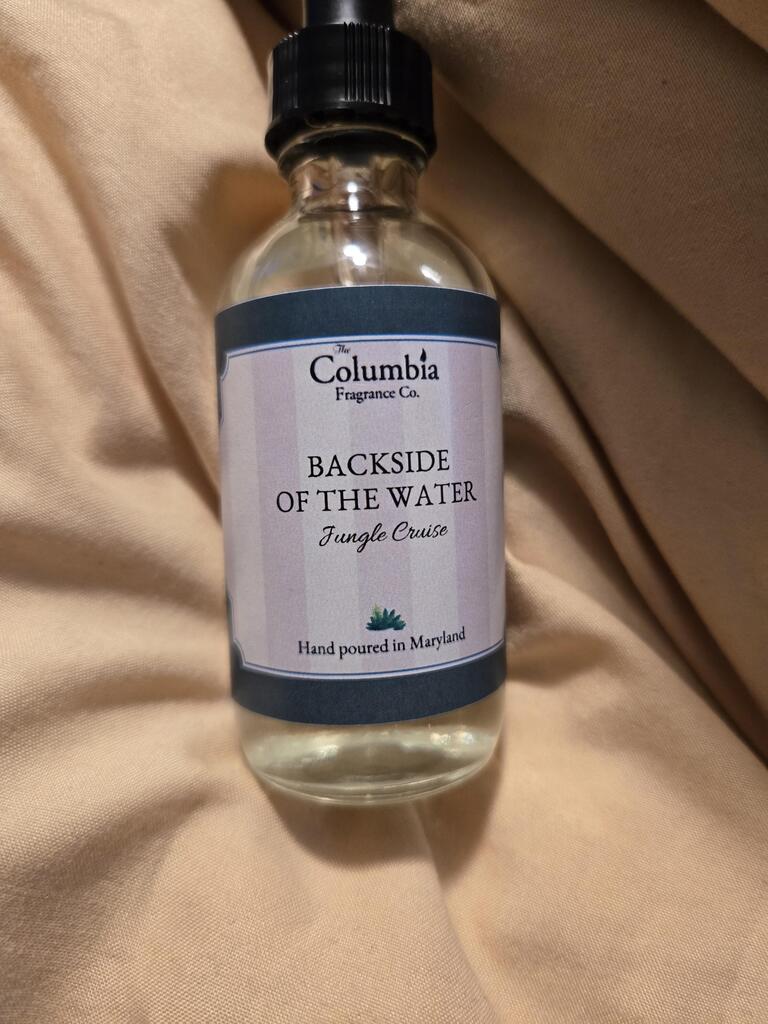 The
Columbia
Fragrance Co.
BACKSIDE
OF THE WATER
Jungle Cruise
Hand poured in Maryland